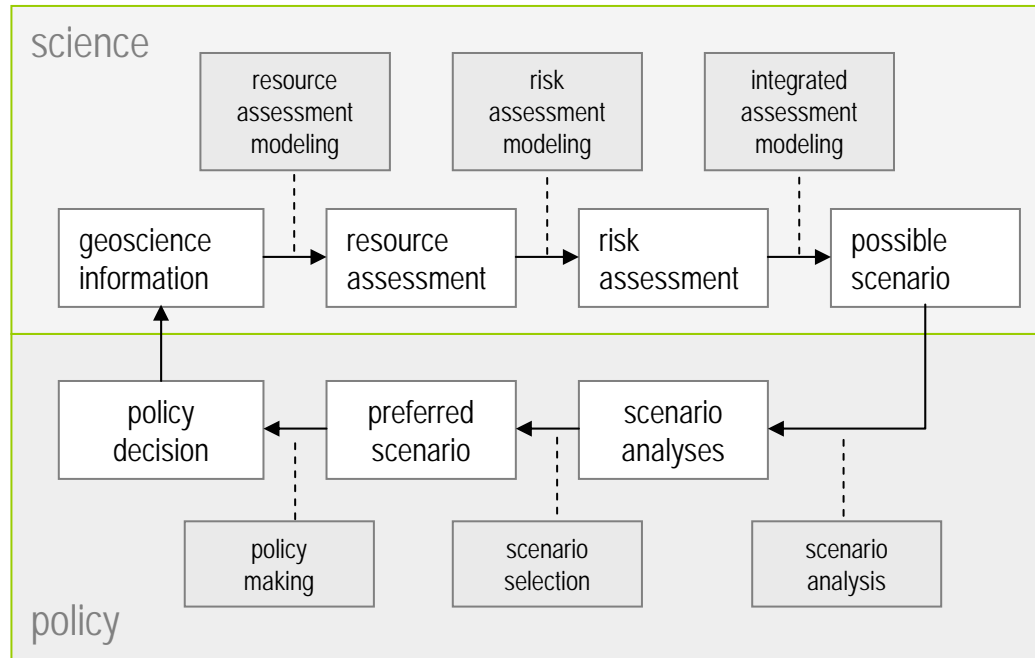 science
resource
assessment
modeling
risk
assessment
modeling
integrated
assessment
modeling
geoscience
information
resource
assessment
risk
assessment
possible
scenario
policy
decision
preferred
scenario
scenario
analyses
policy
making
scenario
selection
scenario
analysis
policy